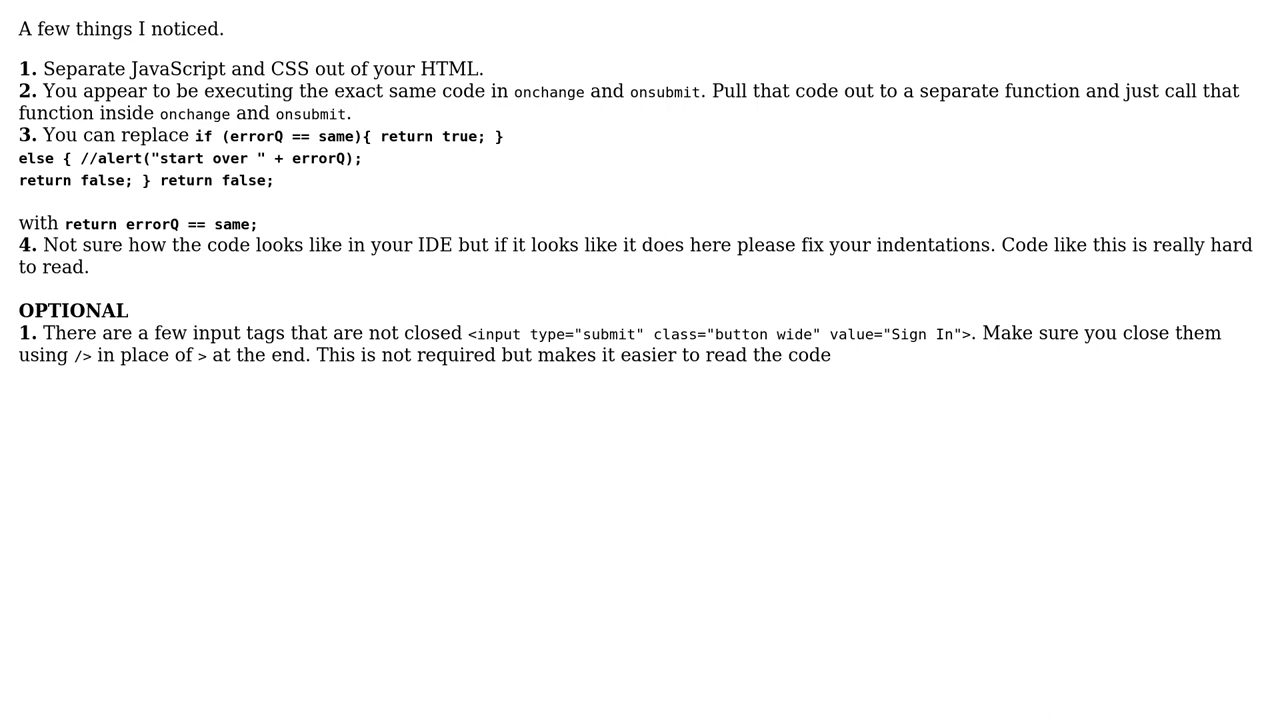 A few things I noticed.
1. Separate JavaScript and CSS out of your HTML.
2. You appear to be executing the exact same code in onchange and onsubmit. Pull that code out to a separate function and just call that
function inside onchange and onsubmit.
3. You can replace if (errorQ == same){ return true; }
else { //alert("start over " + errorQ);
return false; } return false;
with return errorQ == same;
4. Not sure how the code looks like in your IDE but if it looks like it does here please fix your indentations. Code like this is really hard
to read.
OPTIONAL
1. There are a few input tags that are not closed <input type="submit" class="button wide" value="Sign In">. Make sure you close them
using /> in place of > at the end. This is not required but makes it easier to read the code